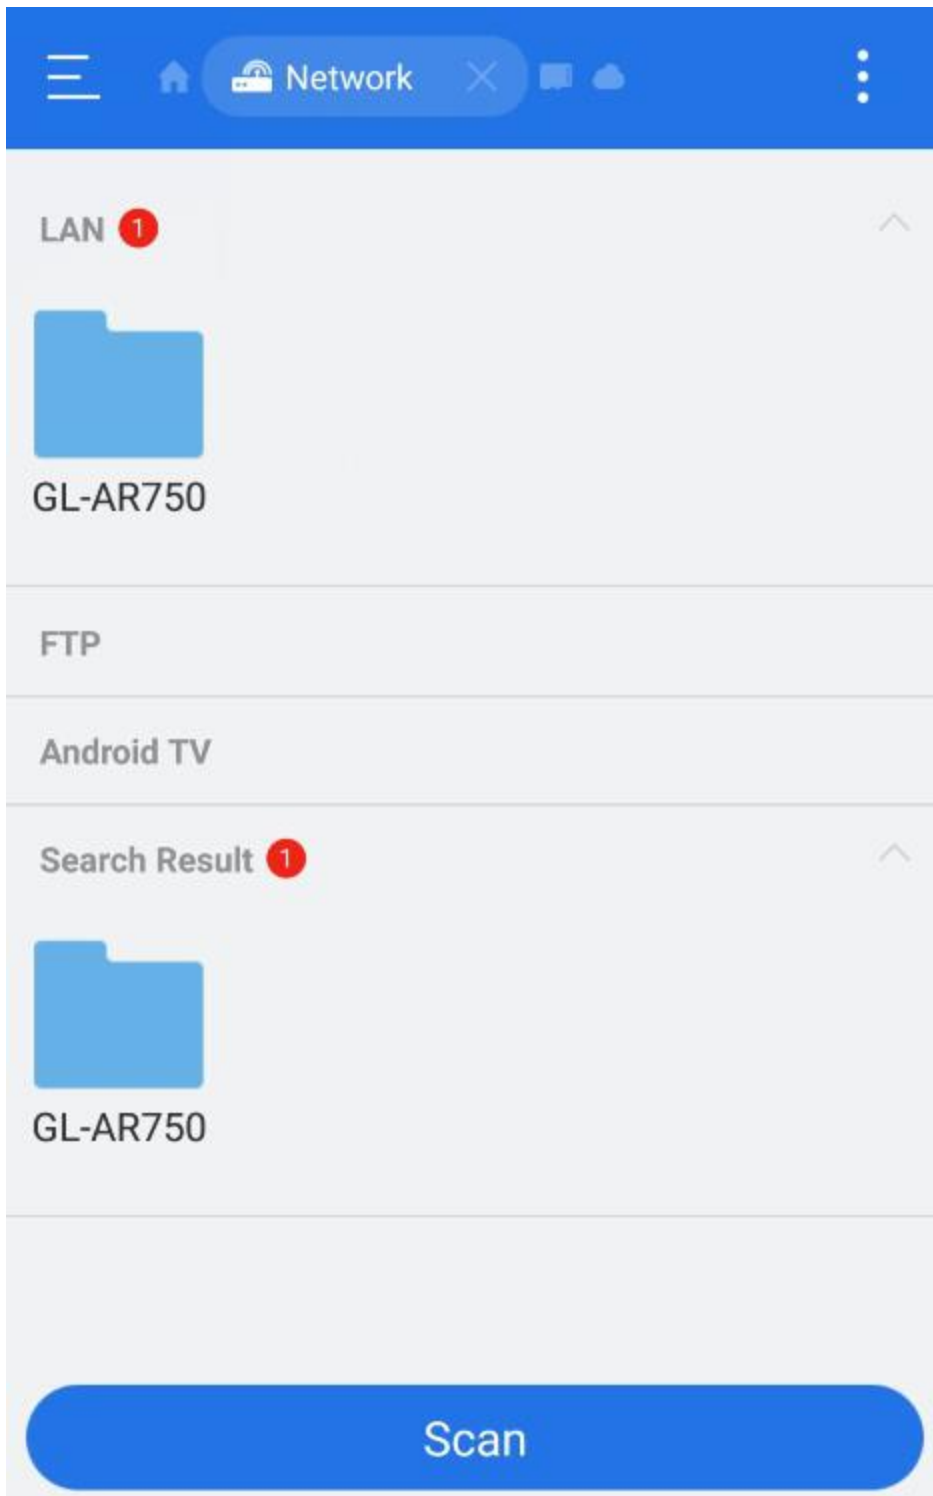 Network
LAN 1
GL-AR750
FTP
Android TV
Search Result 1
GL-AR750
Scan